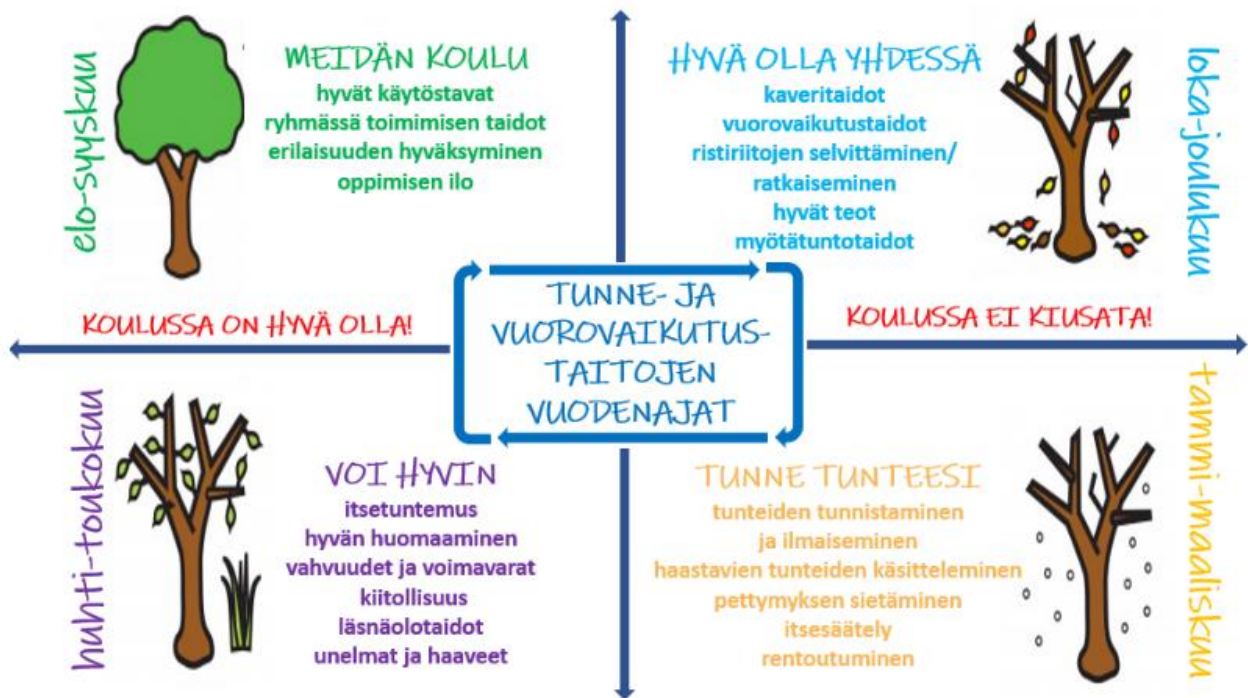 elo-syyskuu
MEIDÄN KOULU
hyvät käytöstavat
ryhmässä toimimisen taidot
erilaisuuden hyväksyminen
oppimisen ilo
HYVÄ OLLA YHDESSÄ
kaveritaidot
vuorovaikutustaidot
ristiriitojen selvittäminen/
ratkaiseminen
hyvät teot
myötätuntotaidot
loka-joulukuu
KOULUSSA ON HYVÄ OLLA!
TUNNE- JA
VUOROVAIKUTUS-
TAITOJEN
VUODENAJAT
KOULUSSA EI KIUSATA!
huhti-toukokuu
VOI HYVIN
itsetuntemus
hyvän huomaaminen
vahvuudet ja voimavarat
kiitollisuus
läsnäolotaidot
unelmat ja haaveet
TUNNE TUNTEESI
tunteiden tunnistaminen
ja ilmaiseminen
haastavien tunteiden käsitteleminen
pettymyksen sietäminen
itsesäätely
rentoutuminen
tammi-maaliskuu